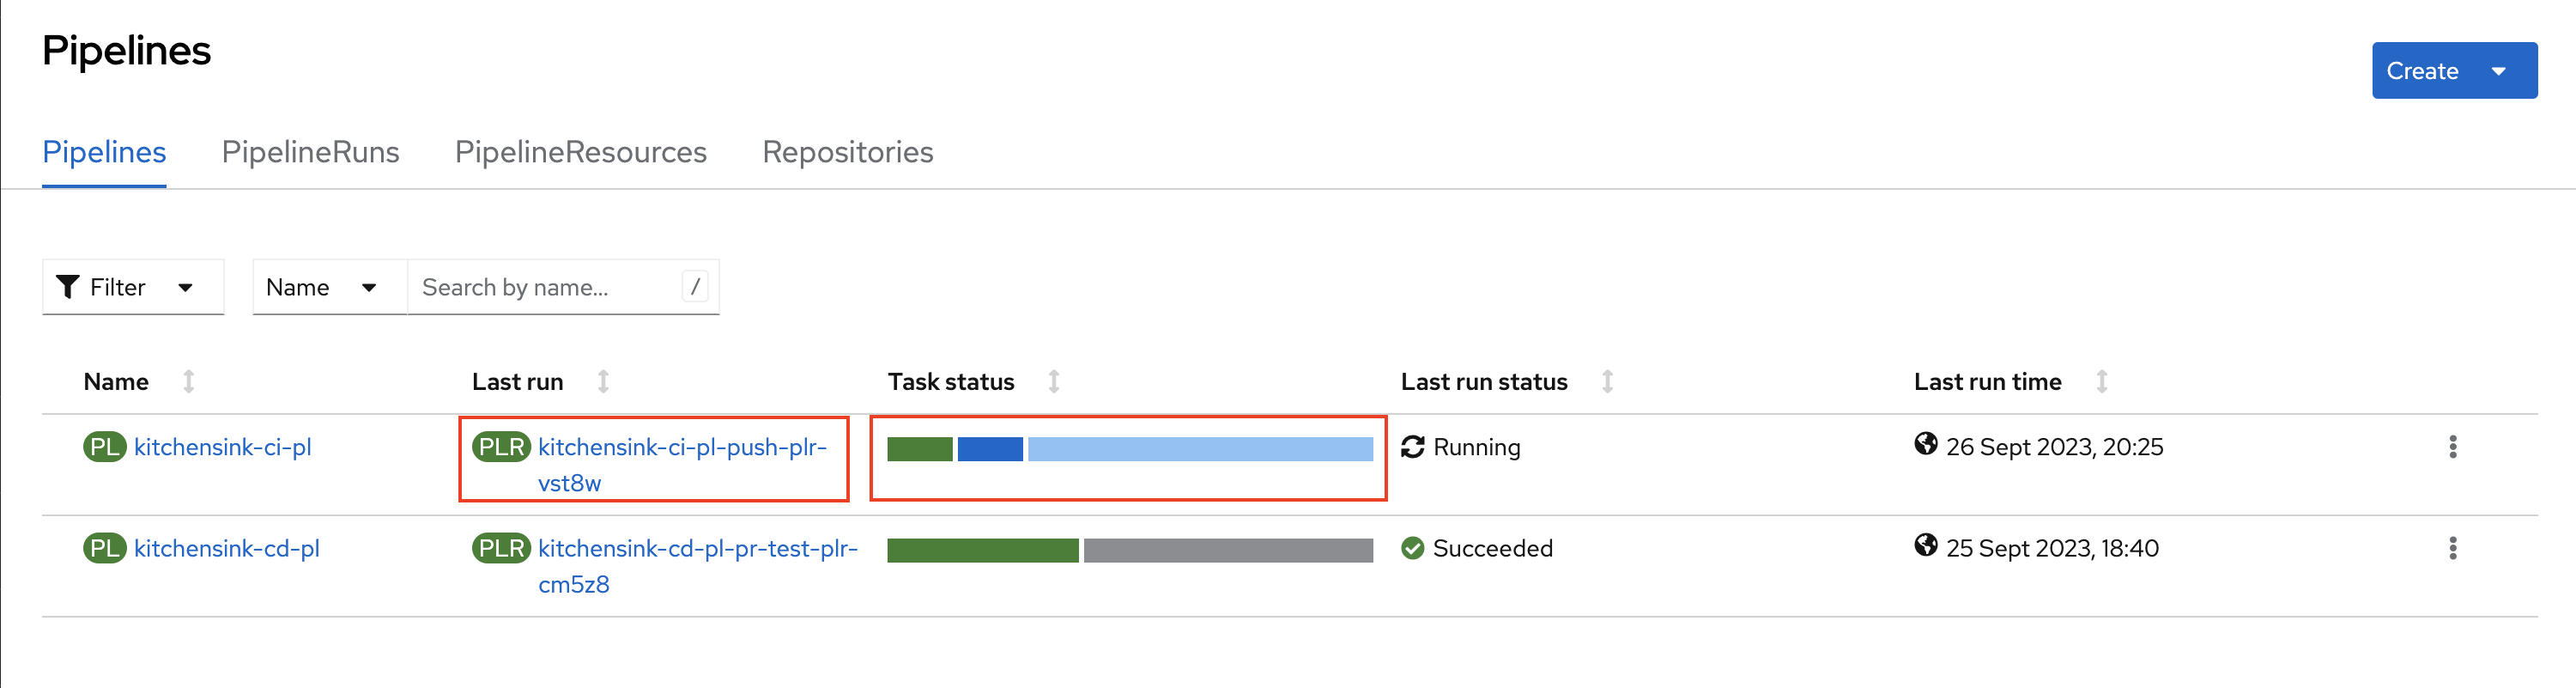 Pipelines
Create
Pipelines PipelineRuns PipelineResources Repositories
Filter Name Search by name... /
Name Last run Task status Last run status Last run time
PL kitchensink-ci-pl PLR kitchensink-ci-pl-push-plr- Running 26 Sept 2023, 20:25
vst8w
PL kitchensink-cd-pl PLR kitchensink-cd-pl-pr-test-plr- Succeeded 25 Sept 2023, 18:40
cm5z8